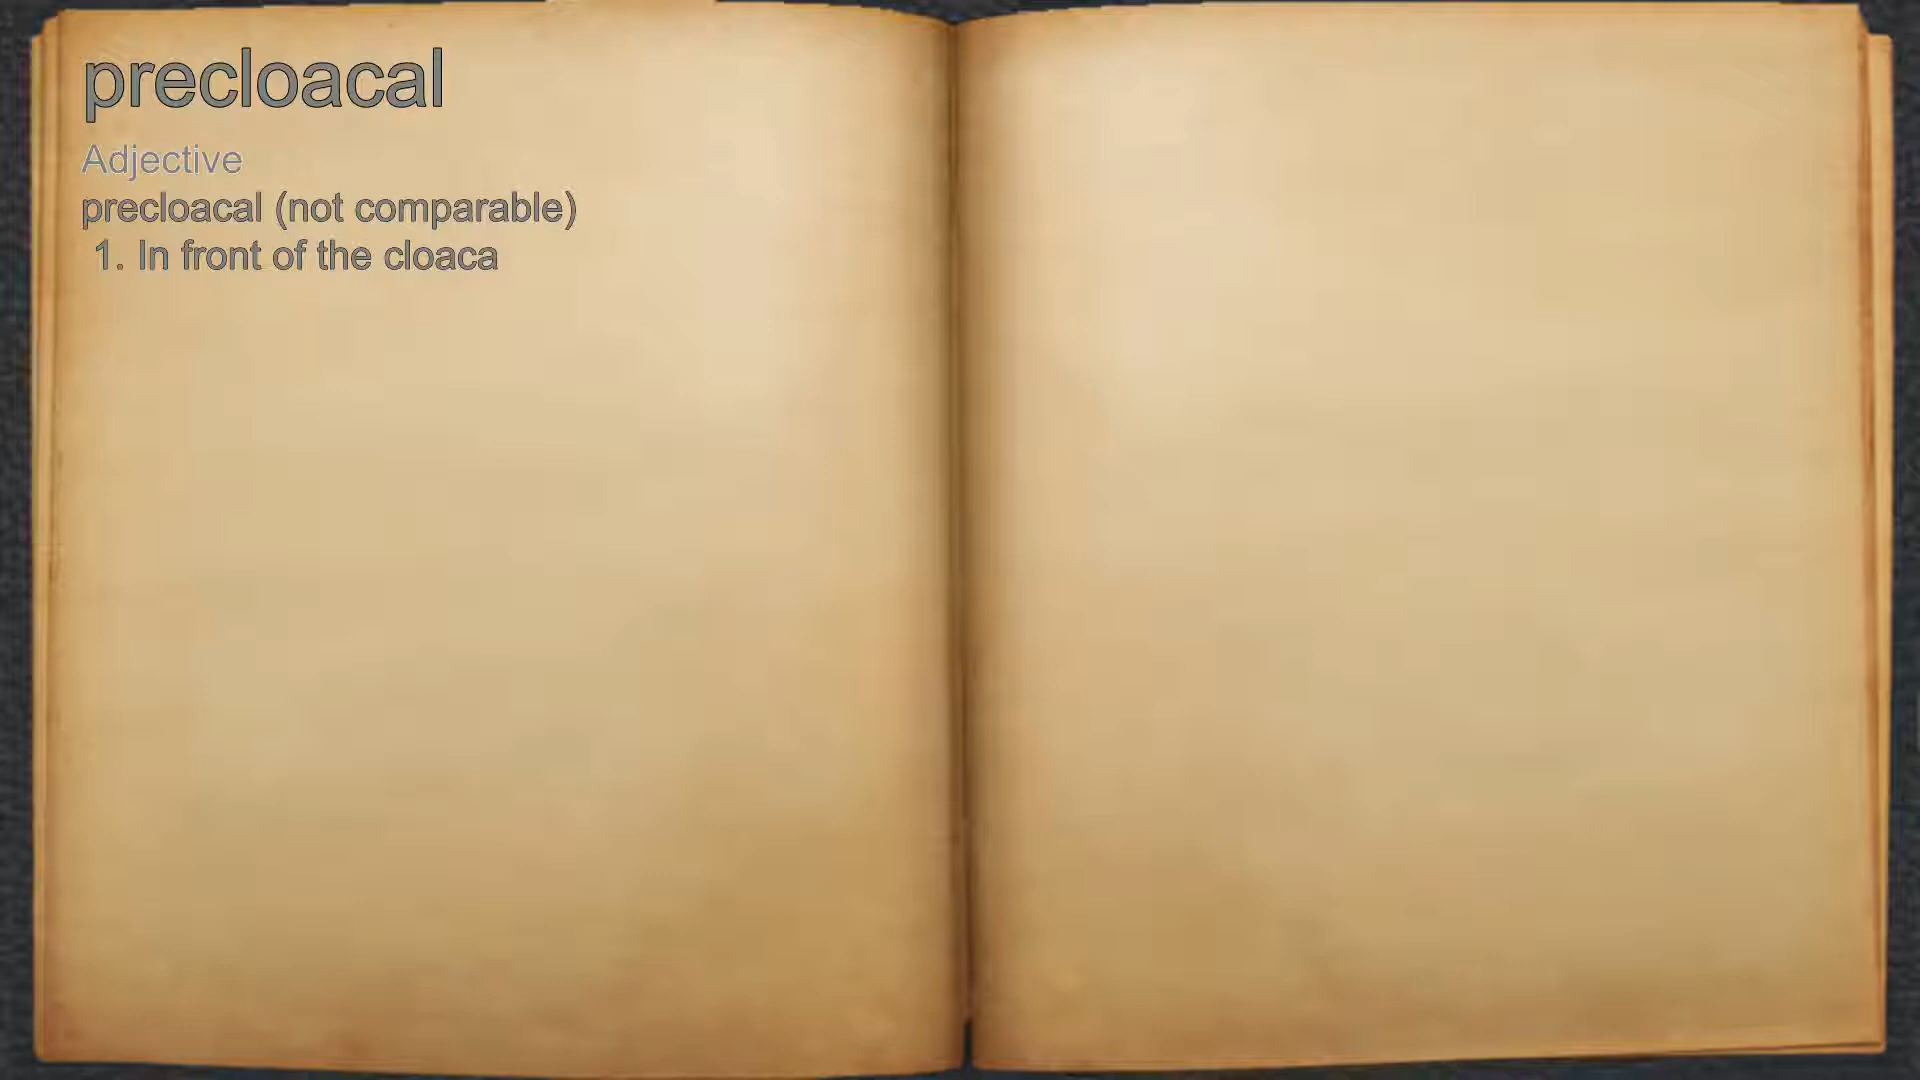 precloacal
Adjective
precloacal (not comparable)
1. In front of the cloaca